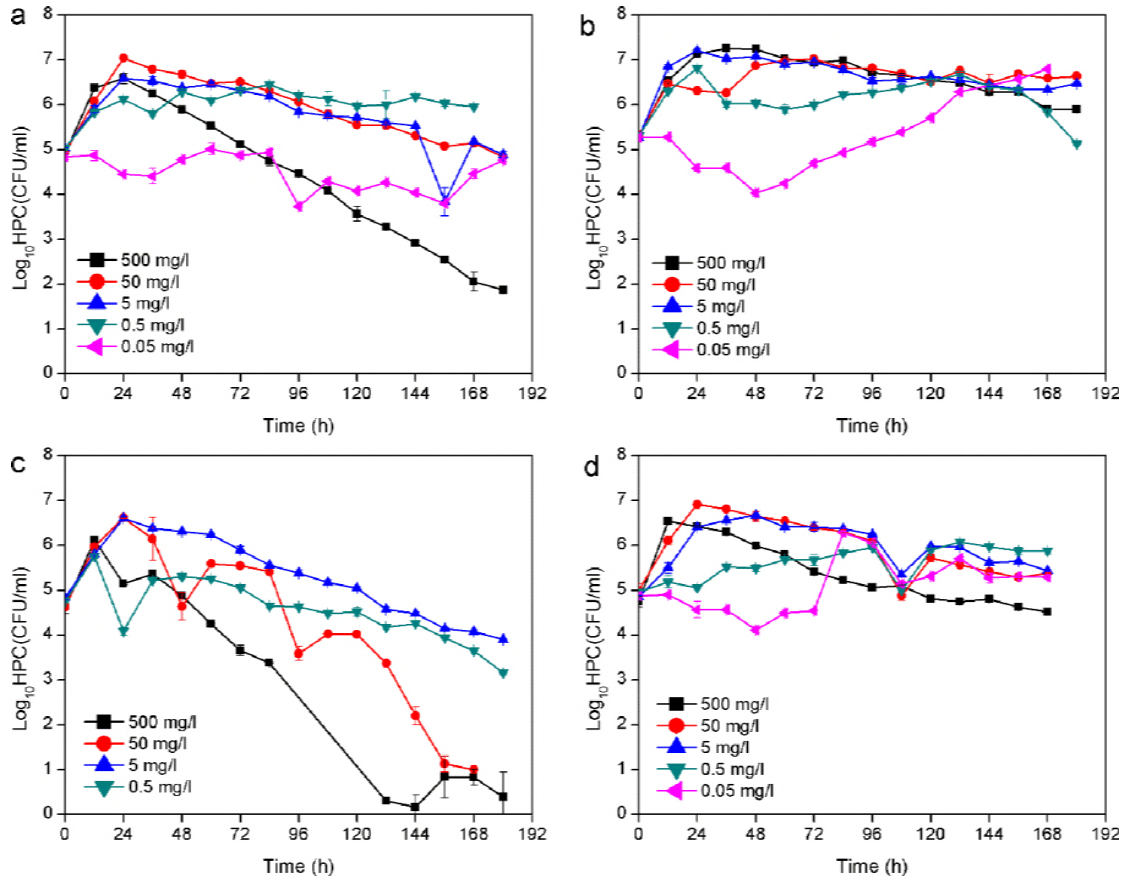 a
Log10HPC(CFU/ml)
8
7
6
5
4
3
2
1
0
500 mg/l
50 mg/l
5 mg/l
0.5 mg/l
0.05 mg/l
0 24 48 72 96 120 144 168 192
Time (h)
b
Log10HPC(CFU/ml)
8
7
6
5
4
3
2
1
0
500 mg/l
50 mg/l
5 mg/l
0.5 mg/l
0.05 mg/l
0 24 48 72 96 120 144 168 192
Time (h)
c
Log10HPC(CFU/ml)
8
7
6
5
4
3
2
1
0
500 mg/l
50 mg/l
5 mg/l
0.5 mg/l
0 24 48 72 96 120 144 168 192
Time (h)
d
Log10HPC(CFU/ml)
8
7
6
5
4
3
2
1
0
500 mg/l
50 mg/l
5 mg/l
0.5 mg/l
0.05 mg/l
0 24 48 72 96 120 144 168 192
Time (h)